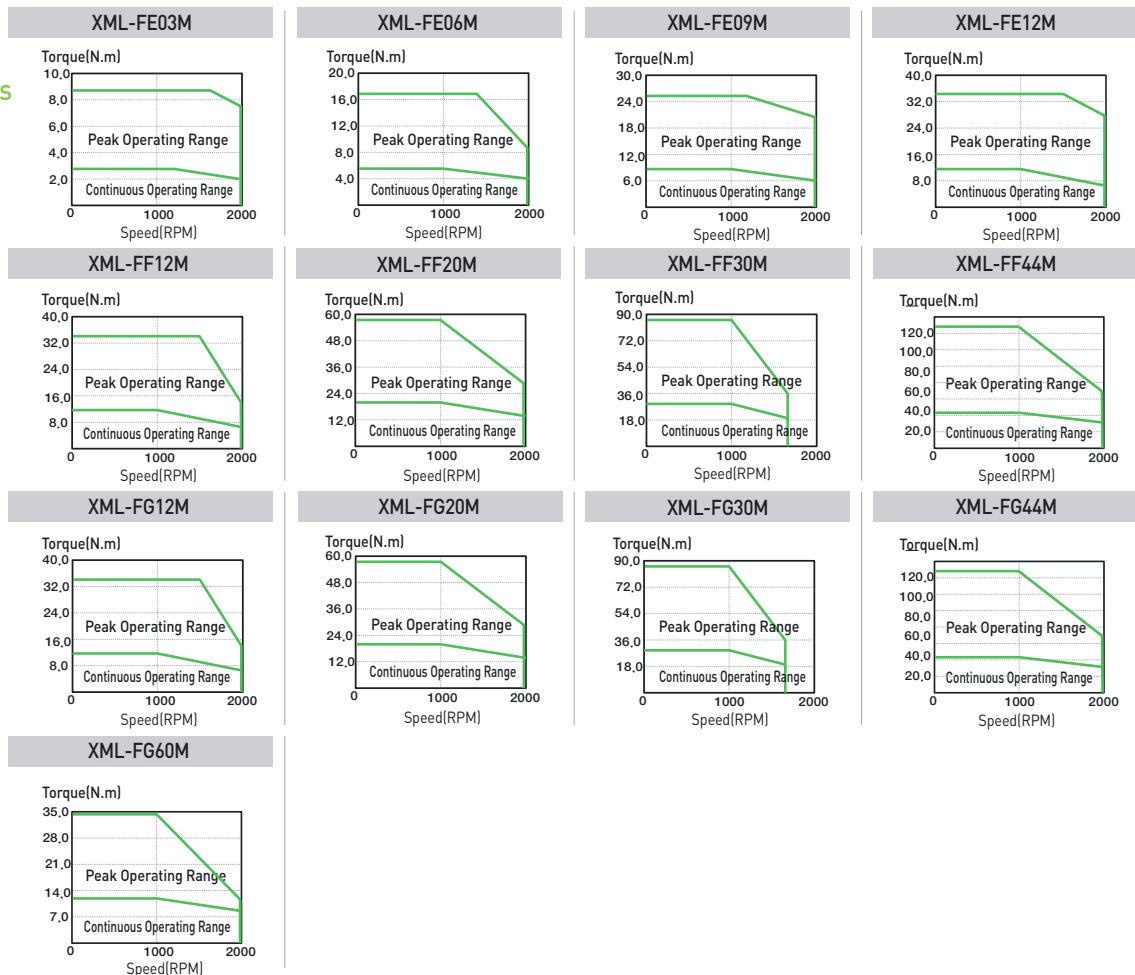 s
XML-FE03M
Torque(N.m)
10.0
8.0
6.0
4.0
2.0
Peak Operating Range
Continuous Operating Range
0 1000 2000
Speed(RPM)
XML-FE06M
Torque(N.m)
20.0
16.0
12.0
8.0
4.0
Peak Operating Range
Continuous Operating Range
0 1000 2000
Speed(RPM)
XML-FE09M
Torque(N.m)
30.0
24.0
18.0
12.0
6.0
Peak Operating Range
Continuous Operating Range
0 1000 2000
Speed(RPM)
XML-FE12M
Torque(N.m)
40.0
32.0
24.0
16.0
8.0
Peak Operating Range
Continuous Operating Range
0 1000 2000
Speed(RPM)
XML-FF12M
Torque(N.m)
40.0
32.0
24.0
16.0
8.0
Peak Operating Range
Continuous Operating Range
0 1000 2000
Speed(RPM)
XML-FF20M
Torque(N.m)
60.0
48.0
36.0
24.0
12.0
Peak Operating Range
Continuous Operating Range
0 1000 2000
Speed(RPM)
XML-FF30M
Torque(N.m)
90.0
72.0
54.0
36.0
18.0
Peak Operating Range
Continuous Operating Range
0 1000 2000
Speed(RPM)
XML-FF44M
Torque(N.m)
120.0
100.0
80.0
60.0
40.0
20.0
Peak Operating Range
Continuous Operating Range
0 1000 2000
Speed(RPM)
XML-FG12M
Torque(N.m)
40.0
32.0
24.0
16.0
8.0
Peak Operating Range
Continuous Operating Range
0 1000 2000
Speed(RPM)
XML-FG20M
Torque(N.m)
60.0
48.0
36.0
24.0
12.0
Peak Operating Range
Continuous Operating Range
0 1000 2000
Speed(RPM)
XML-FG30M
Torque(N.m)
90.0
72.0
54.0
36.0
18.0
Peak Operating Range
Continuous Operating Range
0 1000 2000
Speed(RPM)
XML-FG44M
Torque(N.m)
120.0
100.0
80.0
60.0
40.0
20.0
Peak Operating Range
Continuous Operating Range
0 1000 2000
Speed(RPM)
XML-FG60M
Torque(N.m)
35.0
28.0
21.0
14.0
7.0
Peak Operating Range
Continuous Operating Range
0 1000 2000
Speed(RPM)